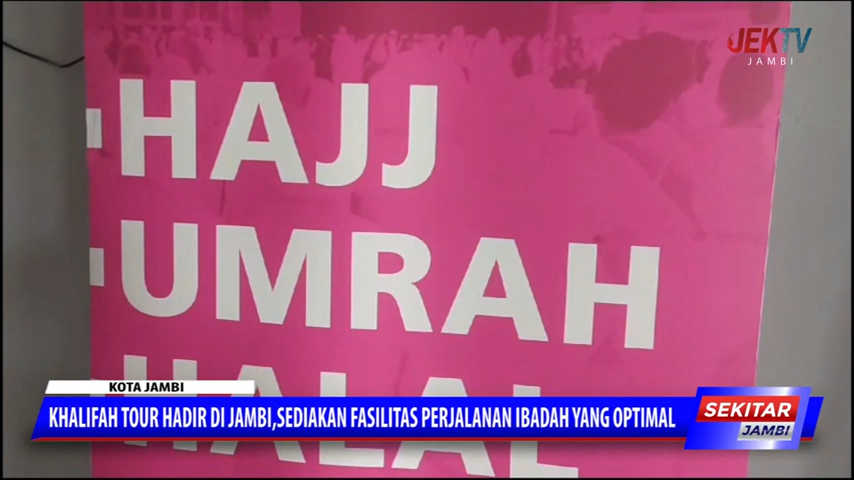 JEKTV
JAMBI
-HAJJ
-UMRAH
-HALAL
KOTA JAMBI
KHALIFAH TOUR HADIR DI JAMBI,SEDIAKAN FASILITAS PERJALANAN IBADAH YANG OPTIMAL
SEKITAR
JAMBI